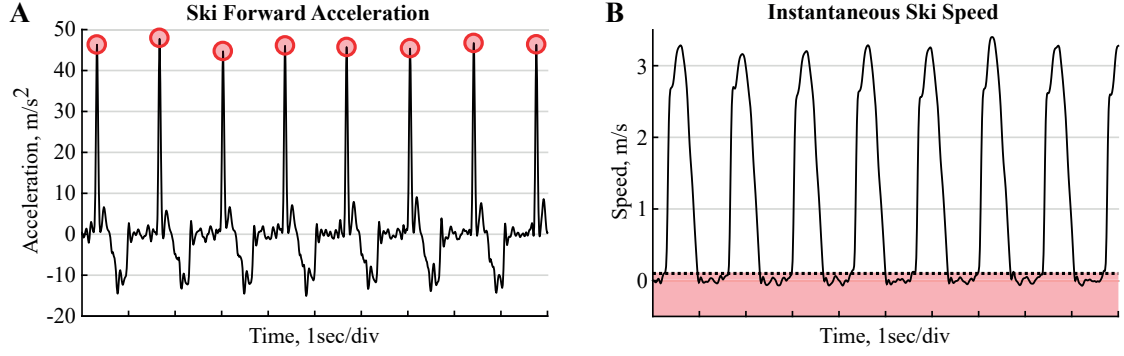 A
Ski Forward Acceleration
50
40
30
20
10
0
-10
-20
Acceleration, m/s2
Time, 1sec/div
B
Instantaneous Ski Speed
3
2
1
0
Speed, m/s
Time, 1sec/div